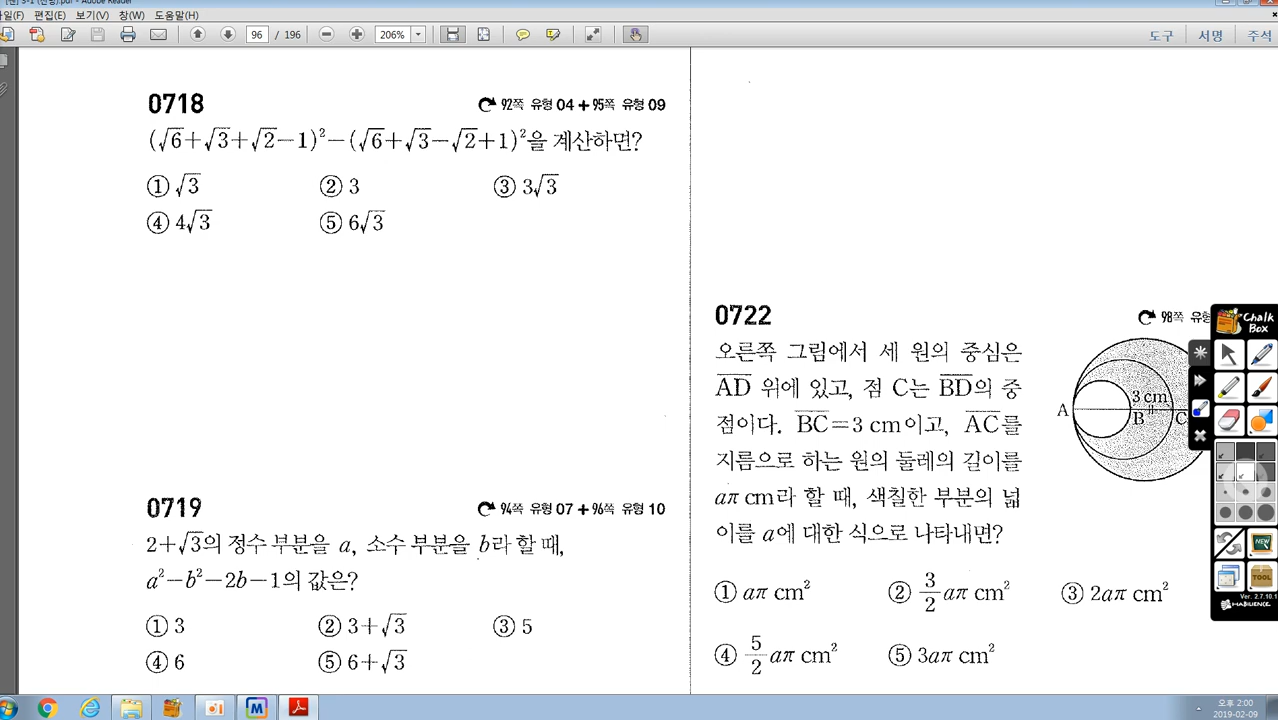 파일(F) 편집(E) 보기(V) 창(W) 도움말(H)
96 / 196 206% 도구 서명 주석
0718
92쪽 유형 04 + 95쪽 유형 09
(√6+√3+√2−1)²−(√6+√3−√2+1)²을 계산하면?
① √3 ② 3 ③ 3√3
④ 4√3 ⑤ 6√3
0719
94쪽 유형 07 + 96쪽 유형 10
2+√3의 정수 부분을 a, 소수 부분을 b라 할 때,
a²−b²−2b−1의 값은?
① 3 ② 3+√3 ③ 5
④ 6 ⑤ 6+√3
0722
98쪽 유형
오른쪽 그림에서 세 원의 중심은
AD 위에 있고, 점 C는 BD의 중
점이다. BC=3 cm이고, AC를
지름으로 하는 원의 둘레의 길이를
aπ cm라 할 때, 색칠한 부분의 넓
이를 a에 대한 식으로 나타내면?
A 3 cm B C
① aπ cm² ② 3/2 aπ cm² ③ 2aπ cm²
④ 5/2 aπ cm² ⑤ 3aπ cm²
Chalk
Box
NEW
TOOL
Ver. 2.7.10.1
HABILIENCE
오후 2:00
2019-02-09